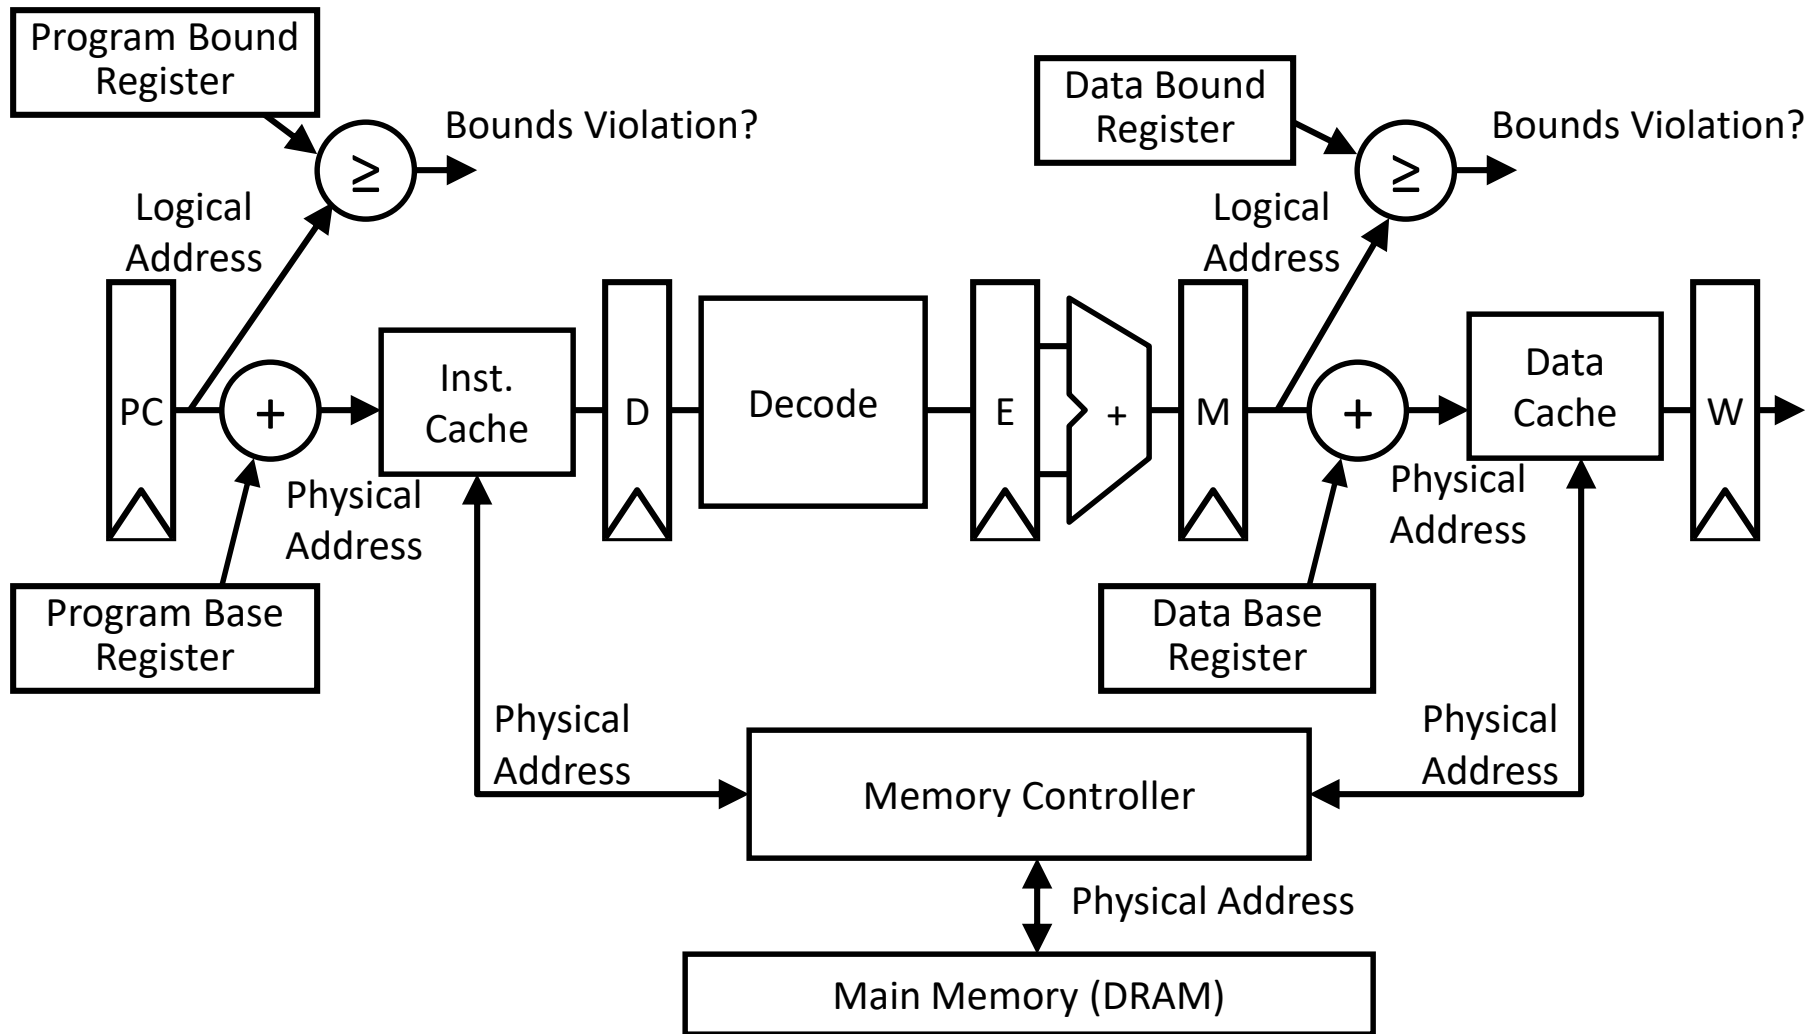 Program Bound
Register
Bounds Violation?
≥
Logical
Address
Data Bound
Register
Bounds Violation?
≥
Logical
Address
PC
+
Inst.
Cache
D
Decode
E
+
M
+
Data
Cache
W
Physical
Address
Physical
Address
Program Base
Register
Data Base
Register
Physical
Address
Physical
Address
Memory Controller
Physical Address
Main Memory (DRAM)